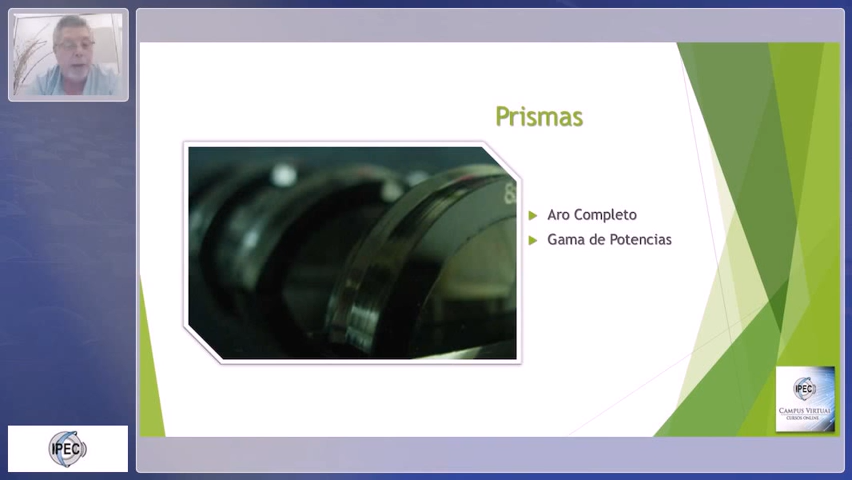 Prismas
Aro Completo
Gama de Potencias
IPEC
CAMPUS VIRTUAL
CURSOS ONLINE
IPEC